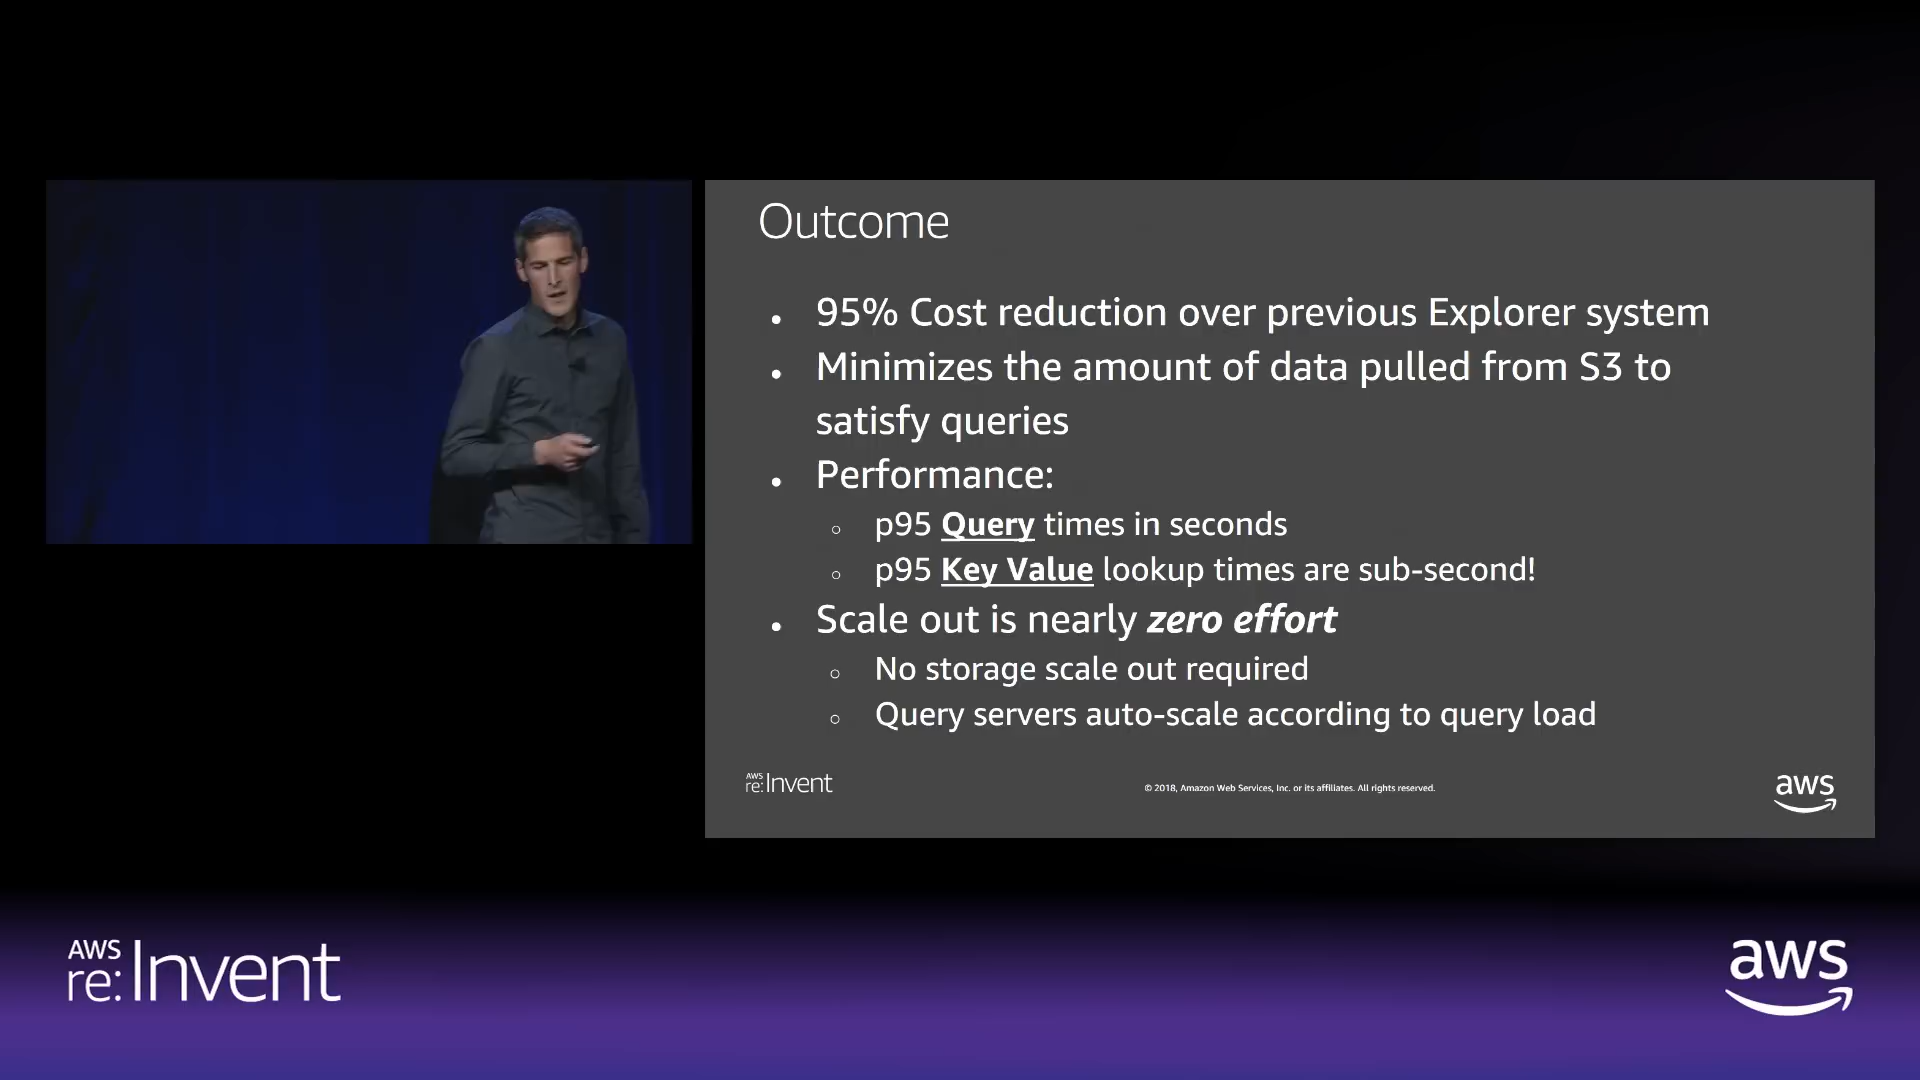 Outcome
95% Cost reduction over previous Explorer system
Minimizes the amount of data pulled from S3 to
satisfy queries
Performance:
p95 Query times in seconds
p95 Key Value lookup times are sub-second!
Scale out is nearly zero effort
No storage scale out required
Query servers auto-scale according to query load
AWS
re:Invent
© 2018, Amazon Web Services, Inc. or its affiliates. All rights reserved.
aws
AWS
re:Invent
aws